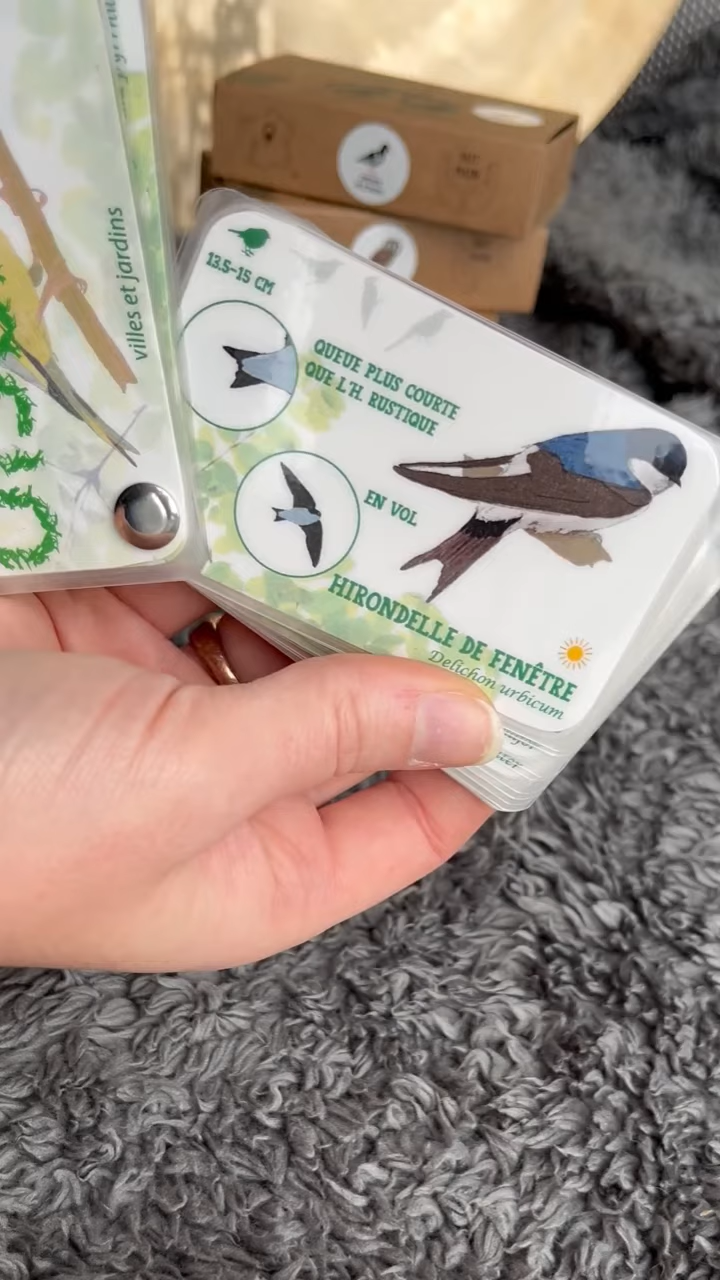 villes et jardins
13.5-15 CM
QUEUE PLUS COURTE
QUE L'H. RUSTIQUE
EN VOL
HIRONDELLE DE FENÊTRE
Delichon urbicum